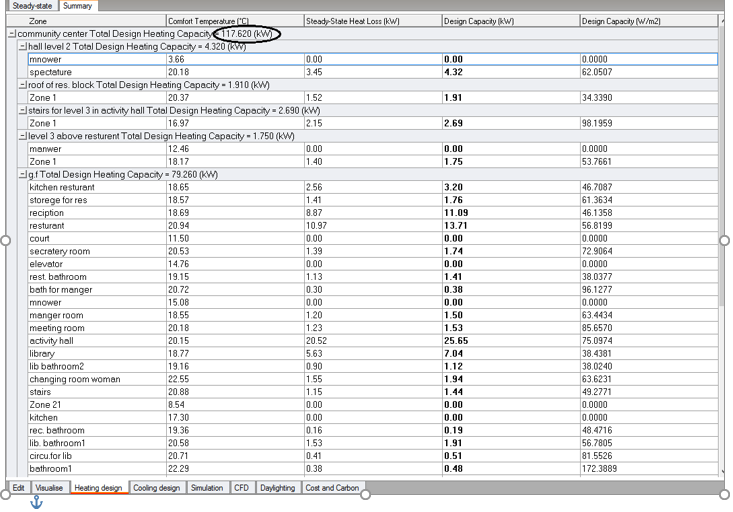 Steady-state Summary
Zone Comfort Temperature (°C) Steady-State Heat Loss (kW) Design Capacity (kW) Design Capacity (W/m2)
community center Total Design Heating Capacity = 117.620 (kW)
hall level 2 Total Design Heating Capacity = 4.320 (kW)
mnower 3.66 0.00 0.00 0.0000
spectature 20.18 3.45 4.32 62.0507
roof of res. block Total Design Heating Capacity = 1.910 (kW)
Zone 1 20.37 1.52 1.91 34.3390
stairs for level 3 in activity hall Total Design Heating Capacity = 2.690 (kW)
Zone 1 16.97 2.15 2.69 98.1959
level 3 above resturent Total Design Heating Capacity = 1.750 (kW)
manwer 12.46 0.00 0.00 0.0000
Zone 1 18.17 1.40 1.75 53.7661
g.f Total Design Heating Capacity = 79.260 (kW)
kitchen resturant 18.65 2.56 3.20 46.7087
storege for res 18.57 1.41 1.76 61.3634
reciption 18.69 8.87 11.09 46.1358
resturant 20.94 10.97 13.71 56.8199
court 11.50 0.00 0.00 0.0000
secratery room 20.53 1.39 1.74 72.9064
elevator 14.76 0.00 0.00 0.0000
rest. bathroom 19.15 1.13 1.41 38.0377
bath for manger 20.72 0.30 0.38 96.1277
mnower 15.08 0.00 0.00 0.0000
manger room 18.55 1.20 1.50 63.4434
meeting room 20.18 1.23 1.53 85.6570
activity hall 20.15 20.52 25.65 75.0974
library 18.77 5.63 7.04 38.4381
lib bathroom2 19.16 0.90 1.12 38.0240
changing room woman 22.55 1.55 1.94 63.6231
stairs 20.88 1.15 1.44 49.2771
Zone 21 8.54 0.00 0.00 0.0000
kitchen 17.30 0.00 0.00 0.0000
rec. bathroom 19.36 0.16 0.19 48.4716
lib. bathroom1 20.58 1.53 1.91 56.7805
circu.for lib 20.71 0.41 0.51 81.5526
bathroom1 22.29 0.38 0.48 172.3889
Edit Visualise Heating design Cooling design Simulation CFD Daylighting Cost and Carbon